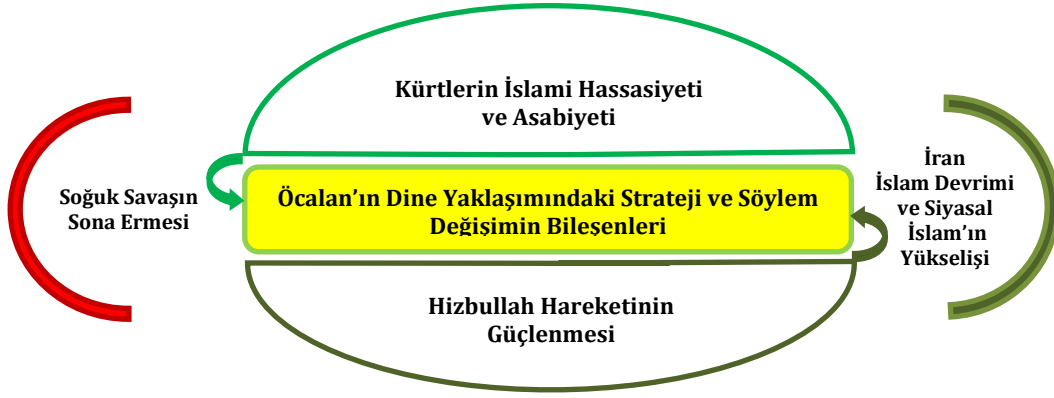 Kürtlerin İslami Hassasiyeti
ve Asabiyeti
Soğuk Savaşın
Sona Ermesi
Öcalan’ın Dine Yaklaşımındaki Strateji ve Söylem
Değişimin Bileşenleri
İran
İslam Devrimi
ve Siyasal
İslam’ın
Yükselişi
Hizbullah Hareketinin
Güçlenmesi